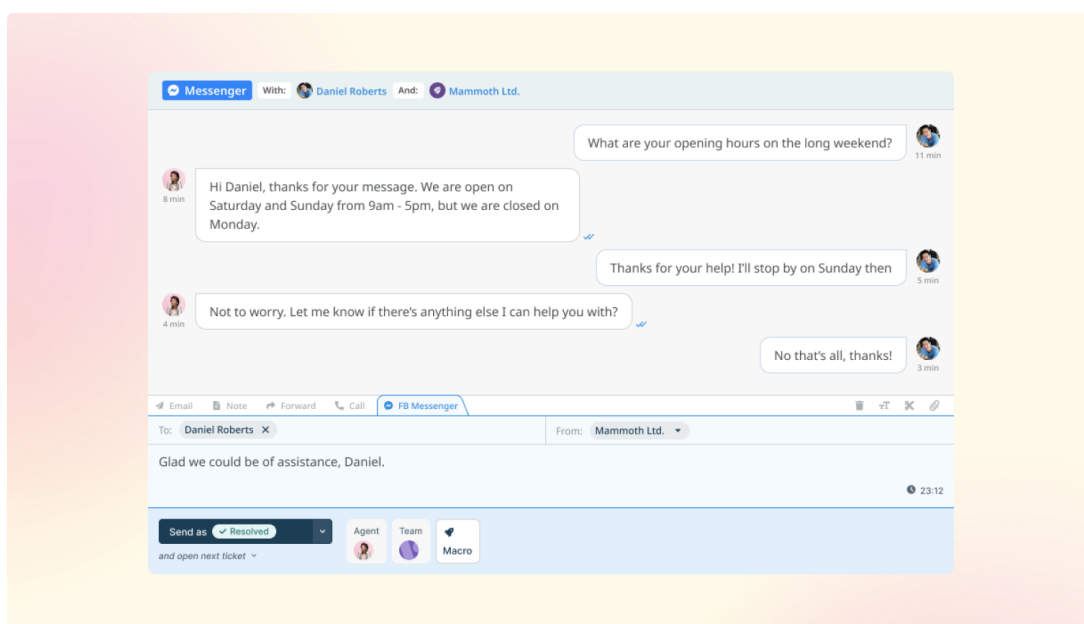 Messenger With: Daniel Roberts And: Mammoth Ltd.
What are your opening hours on the long weekend?
11 min
Hi Daniel, thanks for your message. We are open on
Saturday and Sunday from 9am - 5pm, but we are closed on
Monday.
8 min
Thanks for your help! I'll stop by on Sunday then
5 min
Not to worry. Let me know if there's anything else I can help you with?
4 min
No that's all, thanks!
3 min
Email Note Forward Call FB Messenger
To: Daniel Roberts From: Mammoth Ltd.
Glad we could be of assistance, Daniel.
23:12
Send as Resolved
and open next ticket
Agent Team Macro